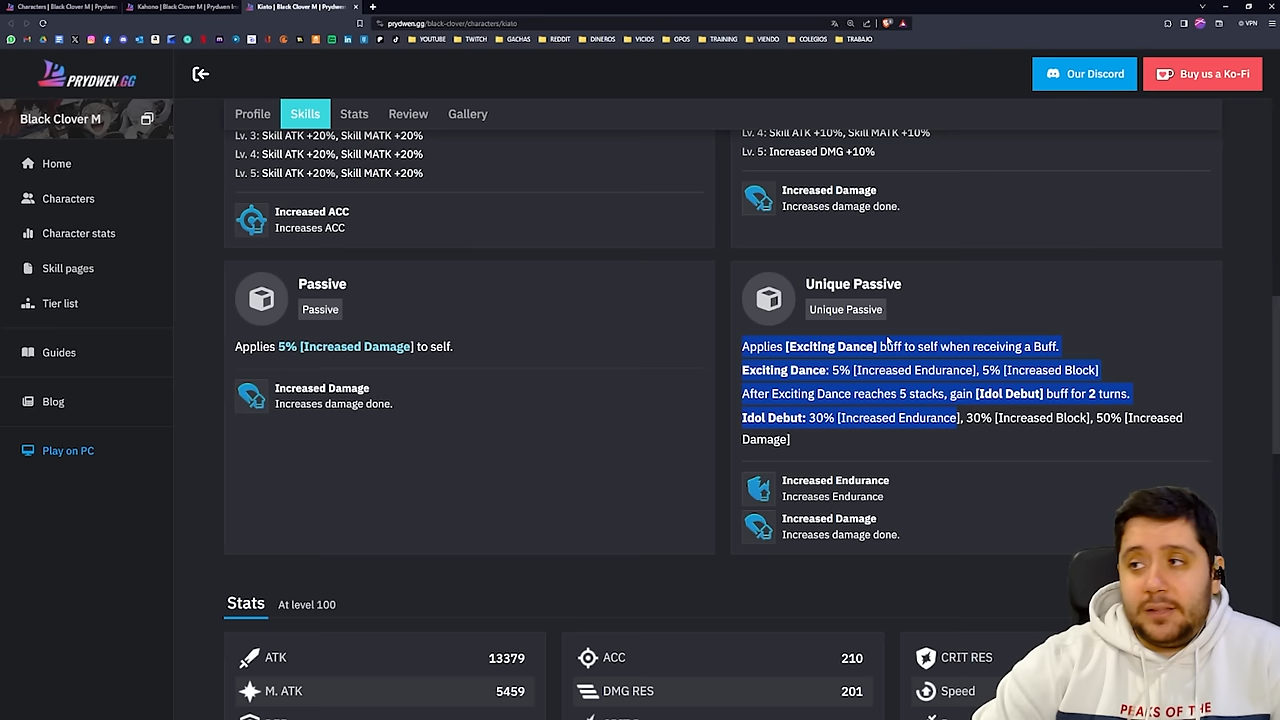 Characters | Black Clover M | Prydwen
Kahono | Black Clover M | Prydwen In
Kiato | Black Clover M | Prydwen
prydwen.gg/black-clover/characters/kiato
VPN
YOUTUBE
TWITCH
GACHAS
REDDIT
DINEROS
VICIOS
OPOS
TRAINING
VIENDO
COLEGIOS
TRABAJO
PRYDWEN.GG
Our Discord
Buy us a Ko-Fi
Black Clover M
Home
Characters
Character stats
Skill pages
Tier list
Guides
Blog
Play on PC
Profile
Skills
Stats
Review
Gallery
Lv. 3: Skill ATK +20%, Skill MATK +20%
Lv. 4: Skill ATK +20%, Skill MATK +20%
Lv. 5: Skill ATK +20%, Skill MATK +20%
Increased ACC
Increases ACC
Lv. 4: Skill ATK +10%, Skill MATK +10%
Lv. 5: Increased DMG +10%
Increased Damage
Increases damage done.
Passive
Passive
Applies 5% [Increased Damage] to self.
Increased Damage
Increases damage done.
Unique Passive
Unique Passive
Applies [Exciting Dance] buff to self when receiving a Buff.
Exciting Dance: 5% [Increased Endurance], 5% [Increased Block]
After Exciting Dance reaches 5 stacks, gain [Idol Debut] buff for 2 turns.
Idol Debut: 30% [Increased Endurance], 30% [Increased Block], 50% [Increased
Damage]
Increased Endurance
Increases Endurance
Increased Damage
Increases damage done.
Stats At level 100
ATK 13379
M. ATK 5459
ACC 210
DMG RES 201
CRIT RES
Speed
PEAKS OF THE